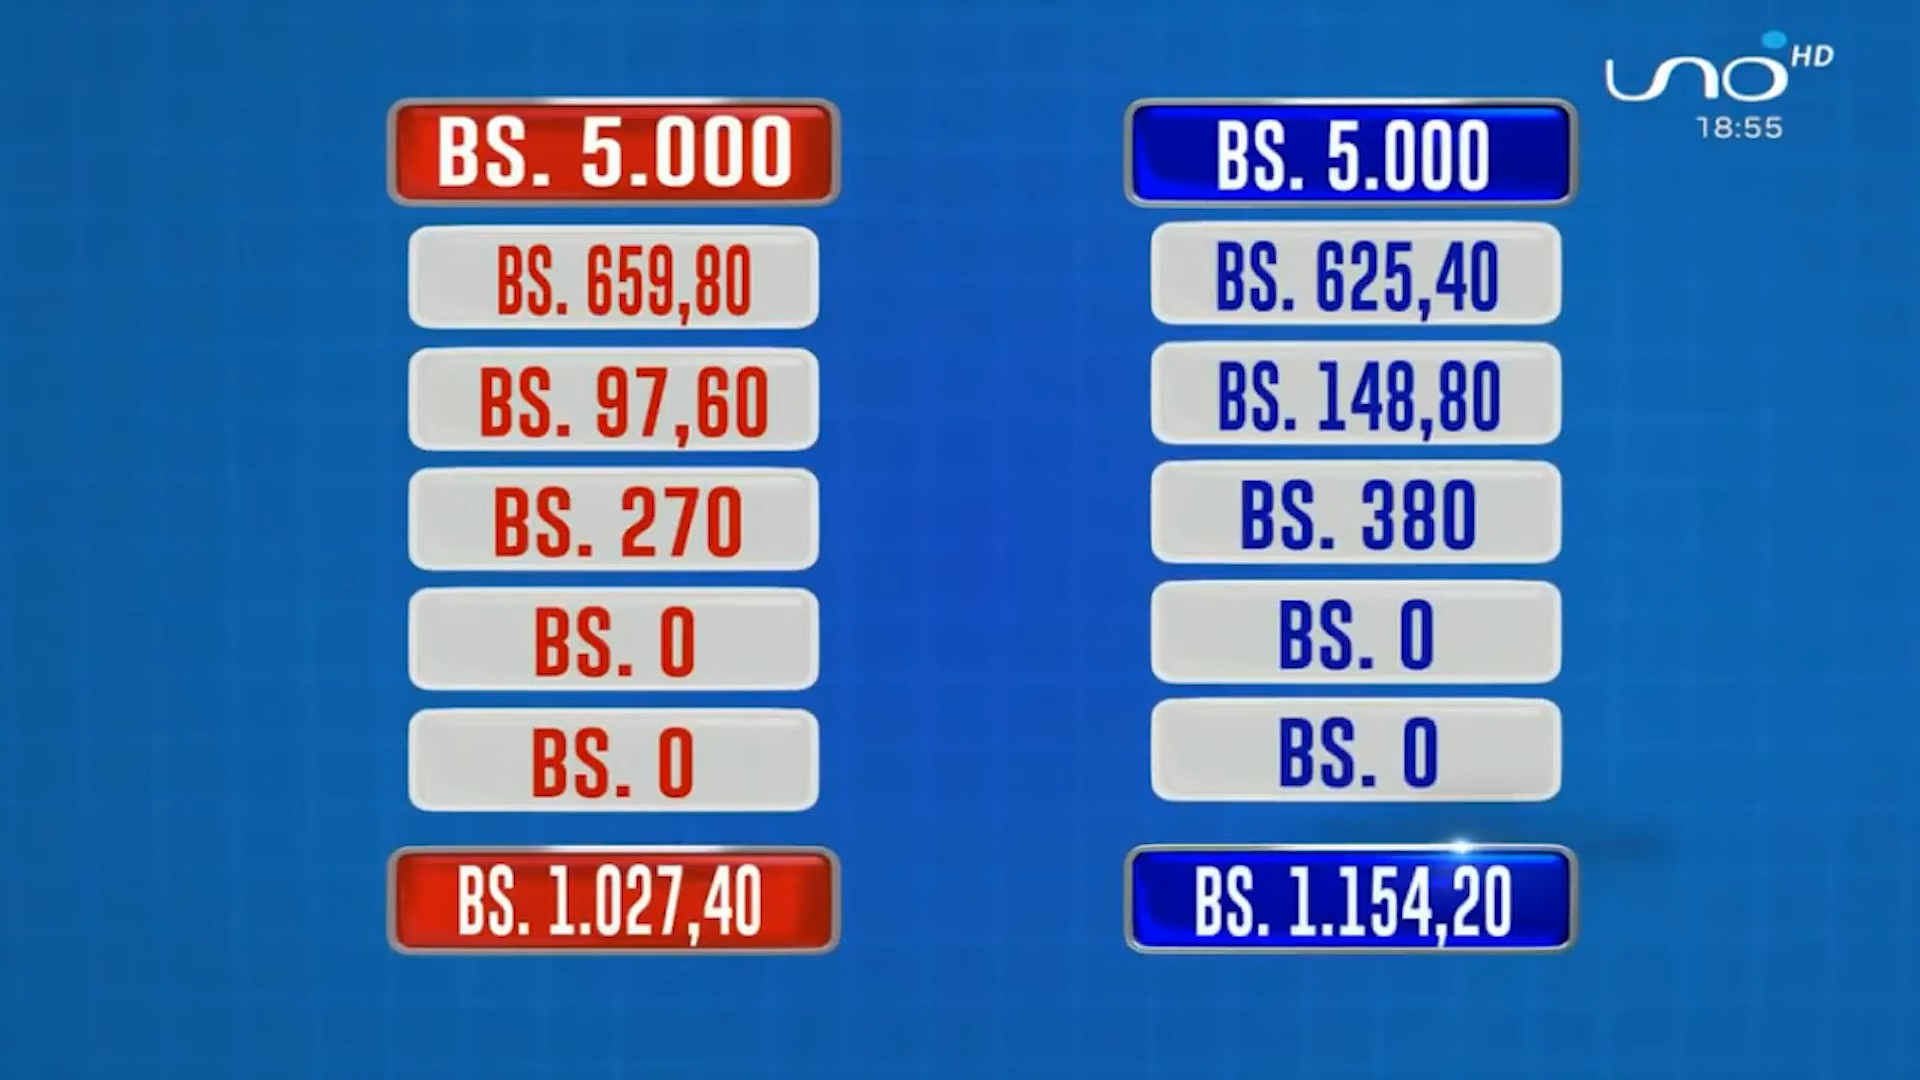 UNO HD
18:55
BS. 5.000
BS. 659,80
BS. 97,60
BS. 270
BS. 0
BS. 0
BS. 1.027,40
BS. 5.000
BS. 625,40
BS. 148,80
BS. 380
BS. 0
BS. 0
BS. 1.154,20